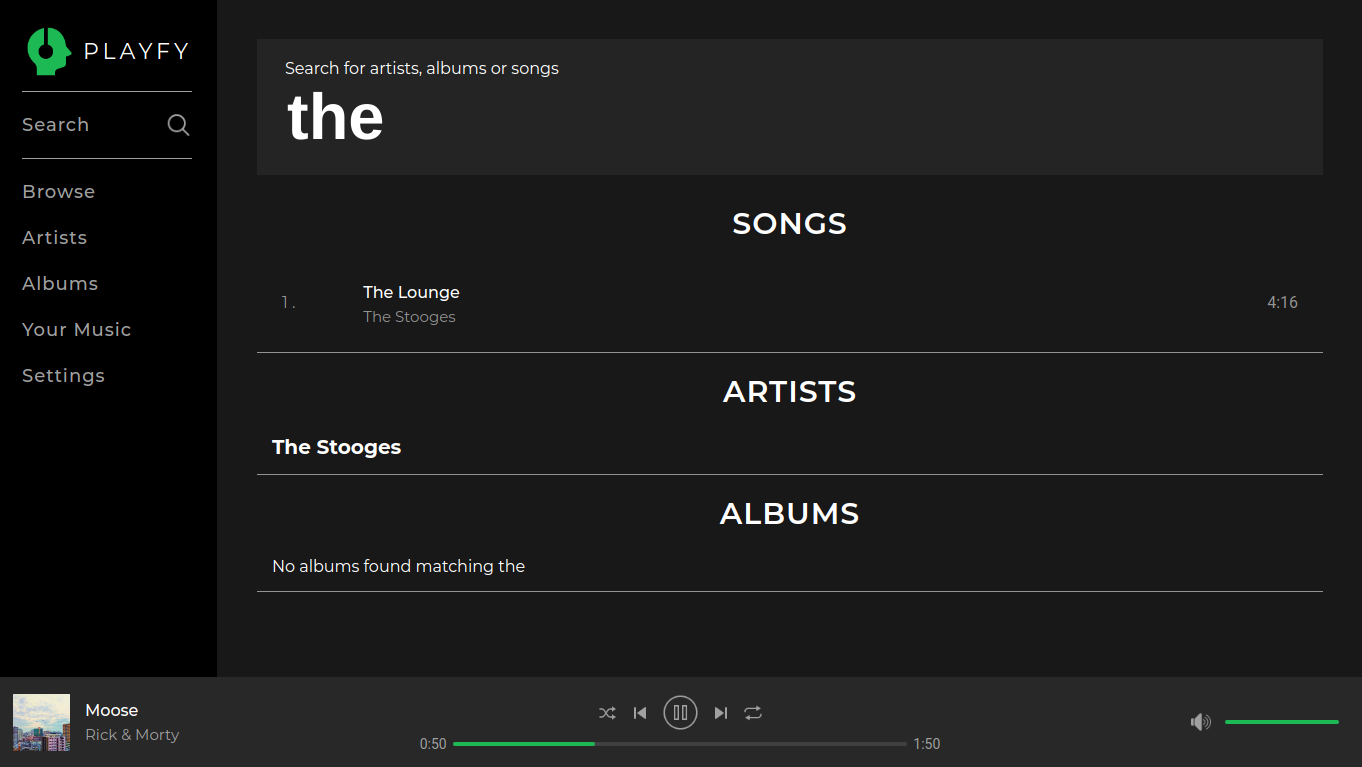 PLAYFY
Search
Browse
Artists
Albums
Your Music
Settings
Search for artists, albums or songs
the
SONGS
1. The Lounge 4:16
The Stooges
ARTISTS
The Stooges
ALBUMS
No albums found matching the
Moose
Rick & Morty
0:50 1:50